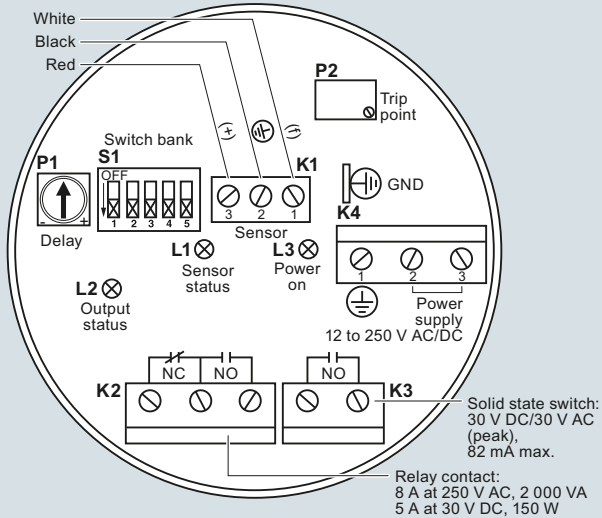 White
Black
Red
P2
Trip
point
(+)
(f)
Switch bank
P1
S1
K1
OFF
GND
- +
1 2 3 4 5
3 2 1
K4
Delay
Sensor
L1
L3
Sensor
status
Power
on
1 2 3
L2
Output
status
Power
supply
12 to 250 V AC/DC
NC NO
NO
K2
K3
Solid state switch:
30 V DC/30 V AC
(peak),
82 mA max.
Relay contact:
8 A at 250 V AC, 2 000 VA
5 A at 30 V DC, 150 W